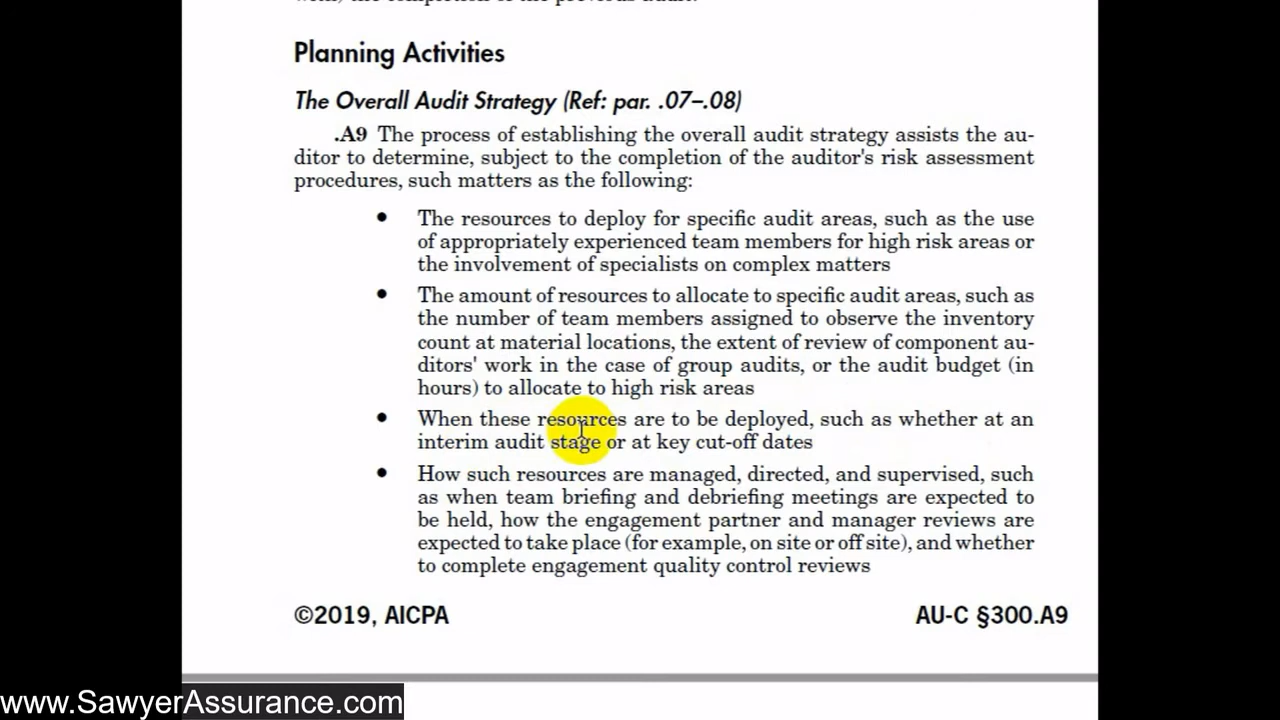 the completion of the previous audit.
Planning Activities
The Overall Audit Strategy (Ref: par. .07–.08)
.A9 The process of establishing the overall audit strategy assists the au-
ditor to determine, subject to the completion of the auditor's risk assessment
procedures, such matters as the following:
• The resources to deploy for specific audit areas, such as the use
of appropriately experienced team members for high risk areas or
the involvement of specialists on complex matters
• The amount of resources to allocate to specific audit areas, such as
the number of team members assigned to observe the inventory
count at material locations, the extent of review of component au-
ditors' work in the case of group audits, or the audit budget (in
hours) to allocate to high risk areas
• When these resources are to be deployed, such as whether at an
interim audit stage or at key cut-off dates
• How such resources are managed, directed, and supervised, such
as when team briefing and debriefing meetings are expected to
be held, how the engagement partner and manager reviews are
expected to take place (for example, on site or off site), and whether
to complete engagement quality control reviews
©2019, AICPA AU-C §300.A9
www.SawyerAssurance.com